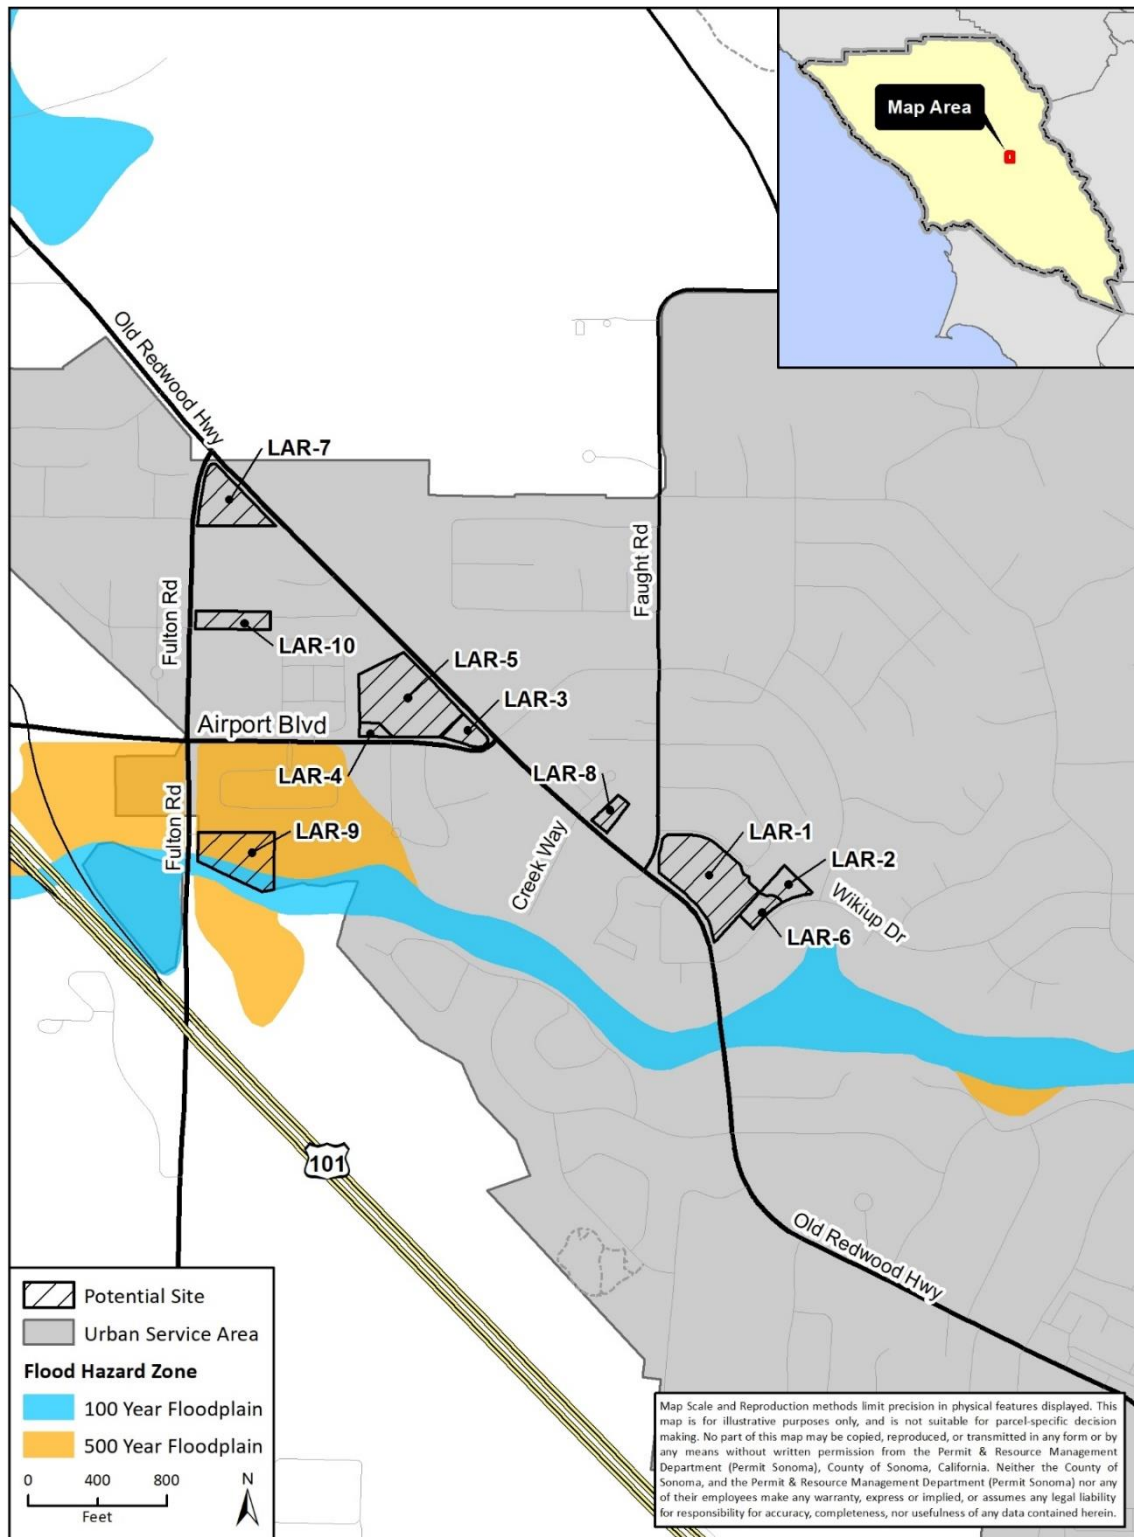 Map Area
Old Redwood Hwy
LAR-7
Fulton Rd
Faught Rd
LAR-10
LAR-5
LAR-3
Airport Blvd
LAR-4
LAR-8
Fulton Rd
LAR-9
Creek Way
LAR-1
LAR-2
Wikiup Dr
LAR-6
101
Old Redwood Hwy
Potential Site
Urban Service Area
Flood Hazard Zone
100 Year Floodplain
500 Year Floodplain
0 400 800
Feet
N
Map Scale and Reproduction methods limit precision in physical features displayed. This
map is for illustrative purposes only, and is not suitable for parcel-specific decision
making. No part of this map may be copied, reproduced, or transmitted in any form or by
any means without written permission from the Permit & Resource Management
Department (Permit Sonoma), County of Sonoma, California. Neither the County of
Sonoma, and the Permit & Resource Management Department (Permit Sonoma) nor any
of their employees make any warranty, express or implied, or assumes any legal liability
for responsibility for accuracy, completeness, nor usefulness of any data contained herein.